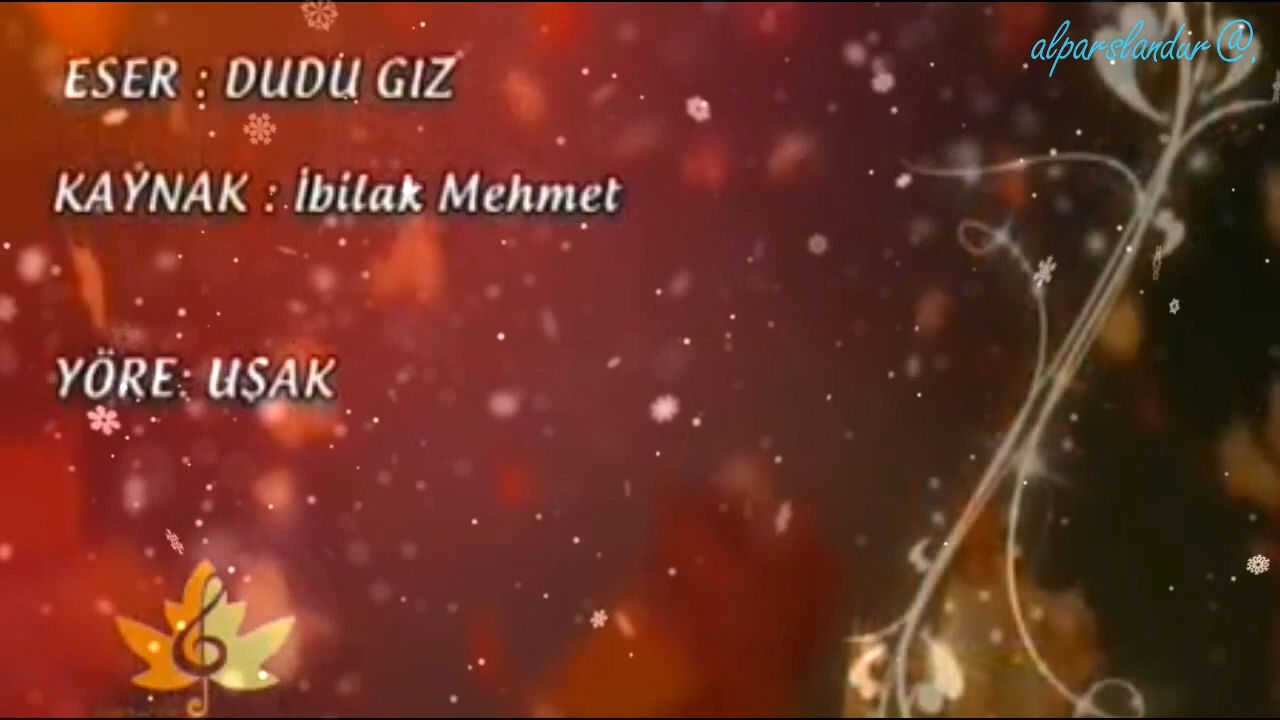 alparslandur @,
ESER : DUDU GIZ
KAYNAK : İbilak Mehmet
YÖRE: UŞAK